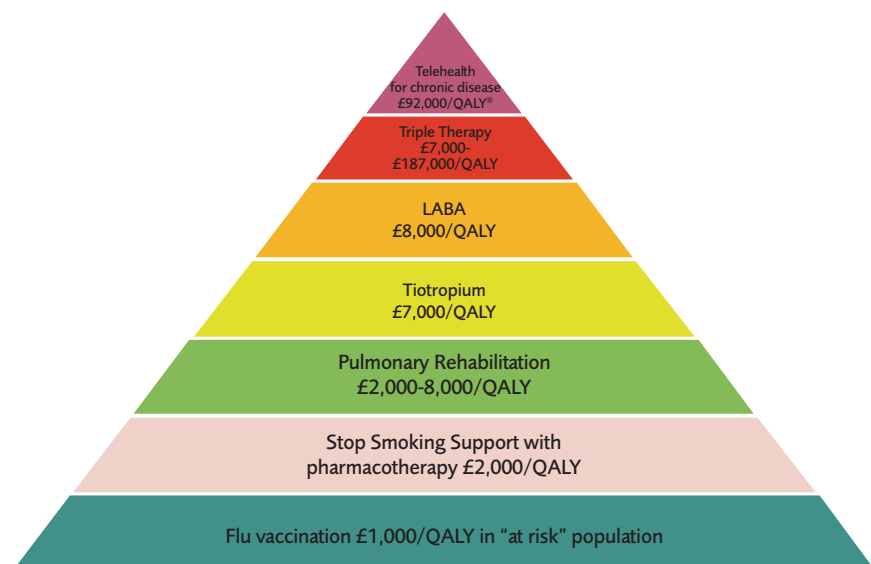 Telehealth
for chronic disease
£92,000/QALY®
Triple Therapy
£7,000-
£187,000/QALY
LABA
£8,000/QALY
Tiotropium
£7,000/QALY
Pulmonary Rehabilitation
£2,000-8,000/QALY
Stop Smoking Support with
pharmacotherapy £2,000/QALY
Flu vaccination £1,000/QALY in “at risk” population